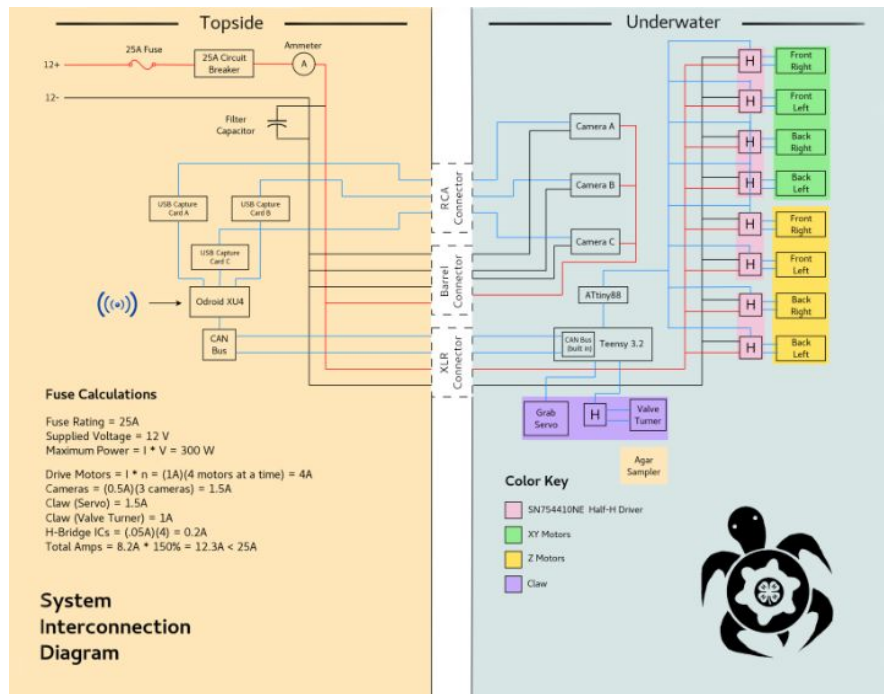 Topside
Underwater
25A Fuse
12+
25A Circuit
Breaker
Ammeter
A
12-
Filter
Capacitor
USB Capture
Card A
USB Capture
Card B
USB Capture
Card C
Odroid XU4
CAN
Bus
RCA
Connector
Barrel
Connector
XLR
Connector
Camera A
Camera B
Camera C
ATtiny88
CAN Bus
(built in)
Teensy 3.2
H
Front
Right
H
Front
Left
H
Back
Right
H
Back
Left
H
Front
Right
H
Front
Left
H
Back
Right
H
Back
Left
Grab
Servo
H
Valve
Turner
Agar
Sampler
Fuse Calculations
Fuse Rating = 25A
Supplied Voltage = 12 V
Maximum Power = I * V = 300 W
Drive Motors = I * n = (1A)(4 motors at a time) = 4A
Cameras = (0.5A)(3 cameras) = 1.5A
Claw (Servo) = 1.5A
Claw (Valve Turner) = 1A
H-Bridge ICs = (.05A)(4) = 0.2A
Total Amps = 8.2A * 150% = 12.3A < 25A
Color Key
SN754410NE Half-H Driver
XY Motors
Z Motors
Claw
System
Interconnection
Diagram